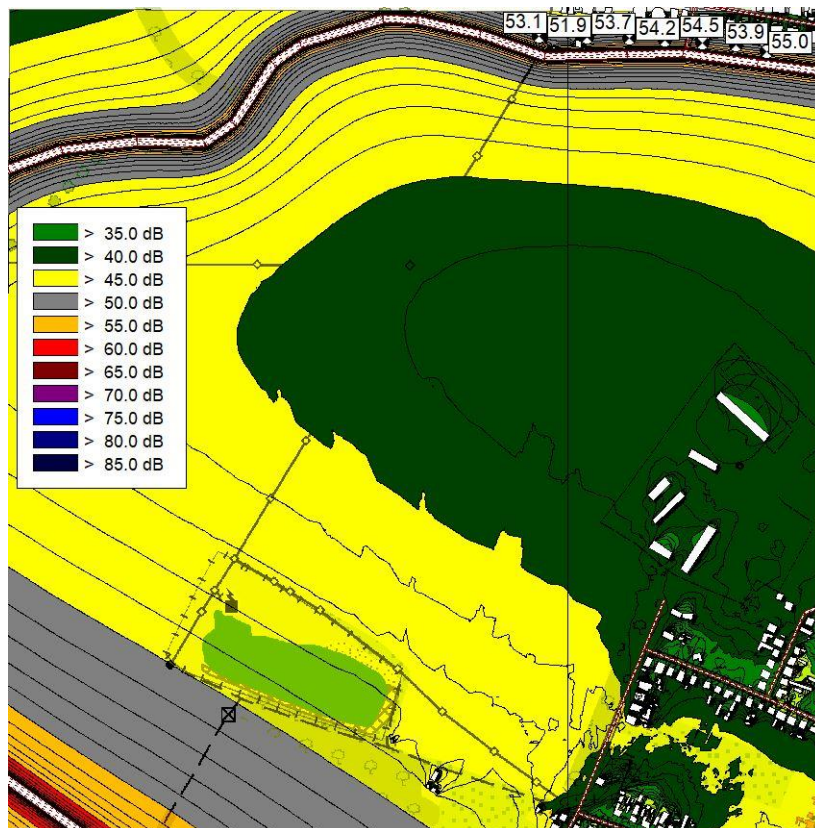 53.1 51.9 53.7 54.2 54.5 53.9 55.0
> 35.0 dB
> 40.0 dB
> 45.0 dB
> 50.0 dB
> 55.0 dB
> 60.0 dB
> 65.0 dB
> 70.0 dB
> 75.0 dB
> 80.0 dB
> 85.0 dB